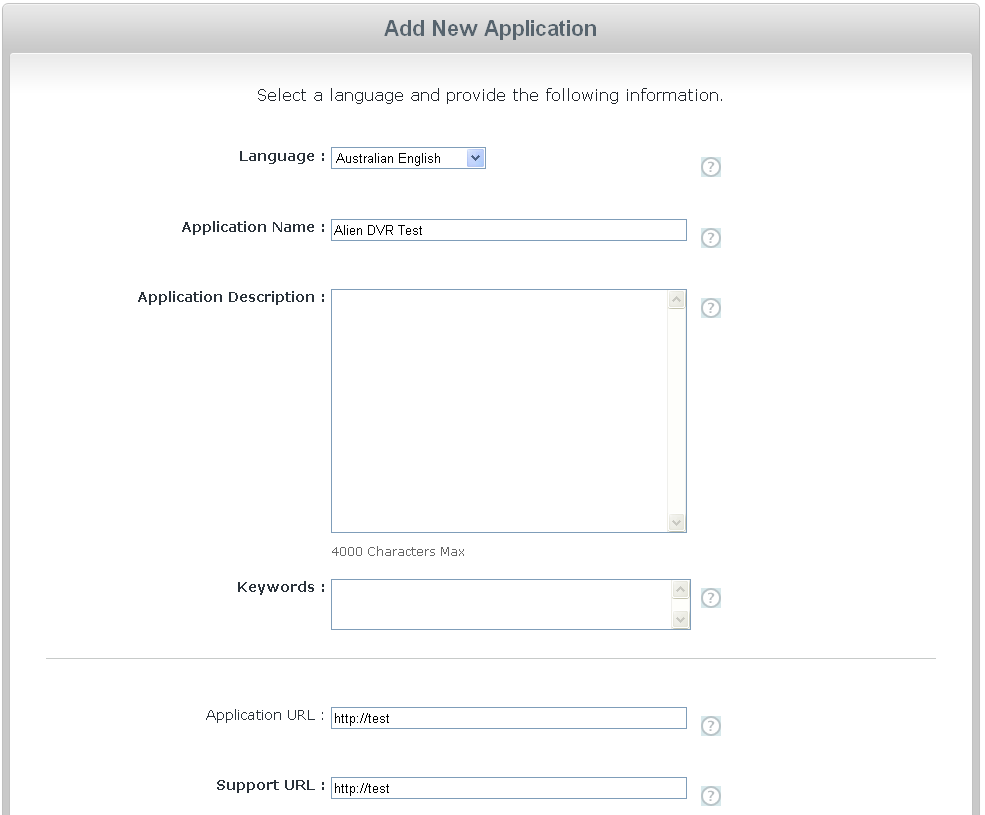 Add New Application
Select a language and provide the following information.
Language : Australian English ?
Application Name : Alien DVR Test ?
Application Description : ?
4000 Characters Max
Keywords : ?
Application URL : http://test ?
Support URL : http://test ?